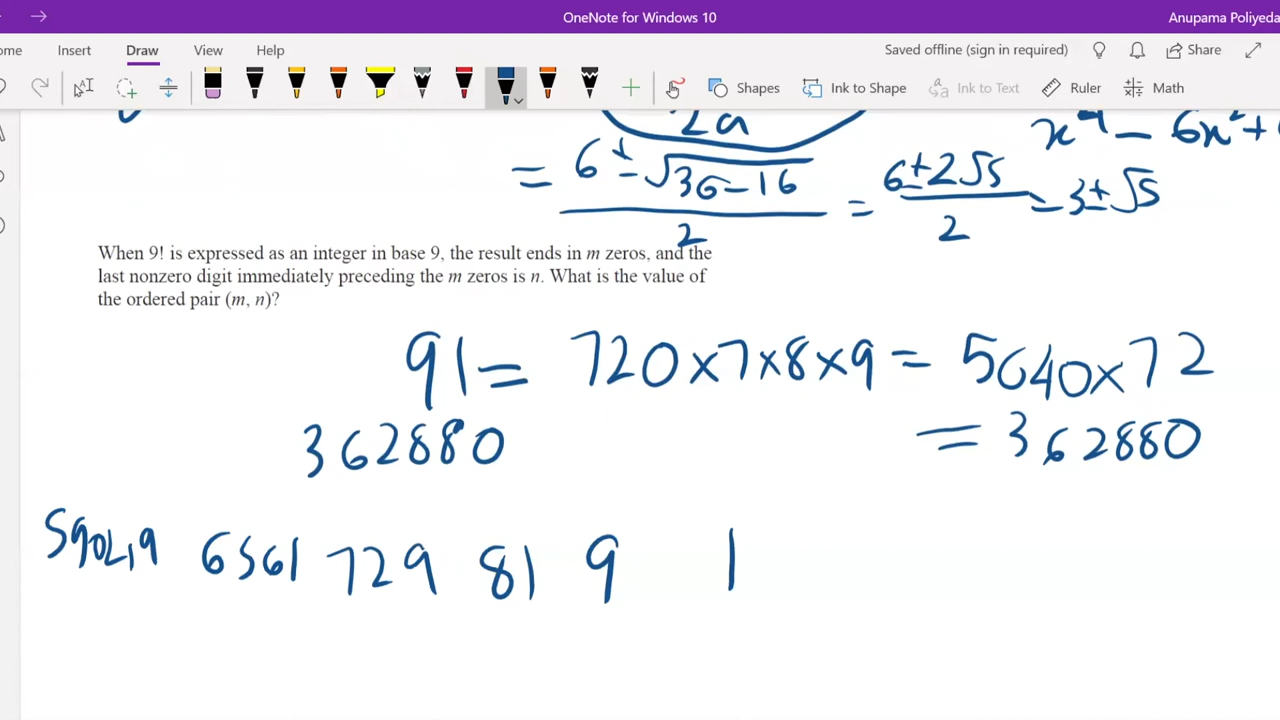 OneNote for Windows 10
Anupama Poliyeda
ome Insert Draw View Help
Saved offline (sign in required) Share
Shapes Ink to Shape Ink to Text Ruler Math
2a
x⁴ - 6x² +
= 6 ± √36-16 / 2 = 6 ± 2√5 / 2 = 3 ± √5
When 9! is expressed as an integer in base 9, the result ends in m zeros, and the
last nonzero digit immediately preceding the m zeros is n. What is the value of
the ordered pair (m, n)?
9! = 720 x 7 x 8 x 9 = 5040 x 72
362880 = 362880
59049 6561 729 81 9 1